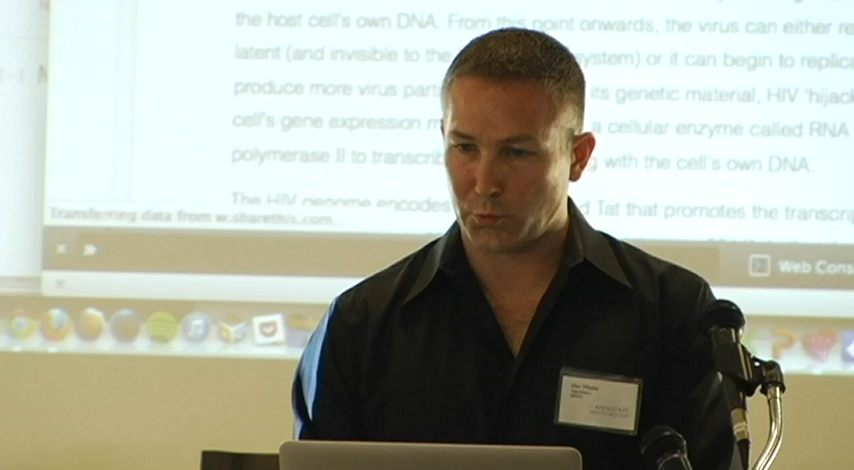 the host cell's own DNA. From this point onwards, the virus can either re
latent (and invisible to the ystem) or it can begin to replica
produce more virus part its genetic material, HIV 'hijack
cell's gene expression m a cellular enzyme called RNA
polymerase II to transcrib g with the cell's own DNA.
The HIV genome encodes d Tat that promotes the transcrip
Transferring data from w.sharethis.com
Web Cons
I ANNOTATE